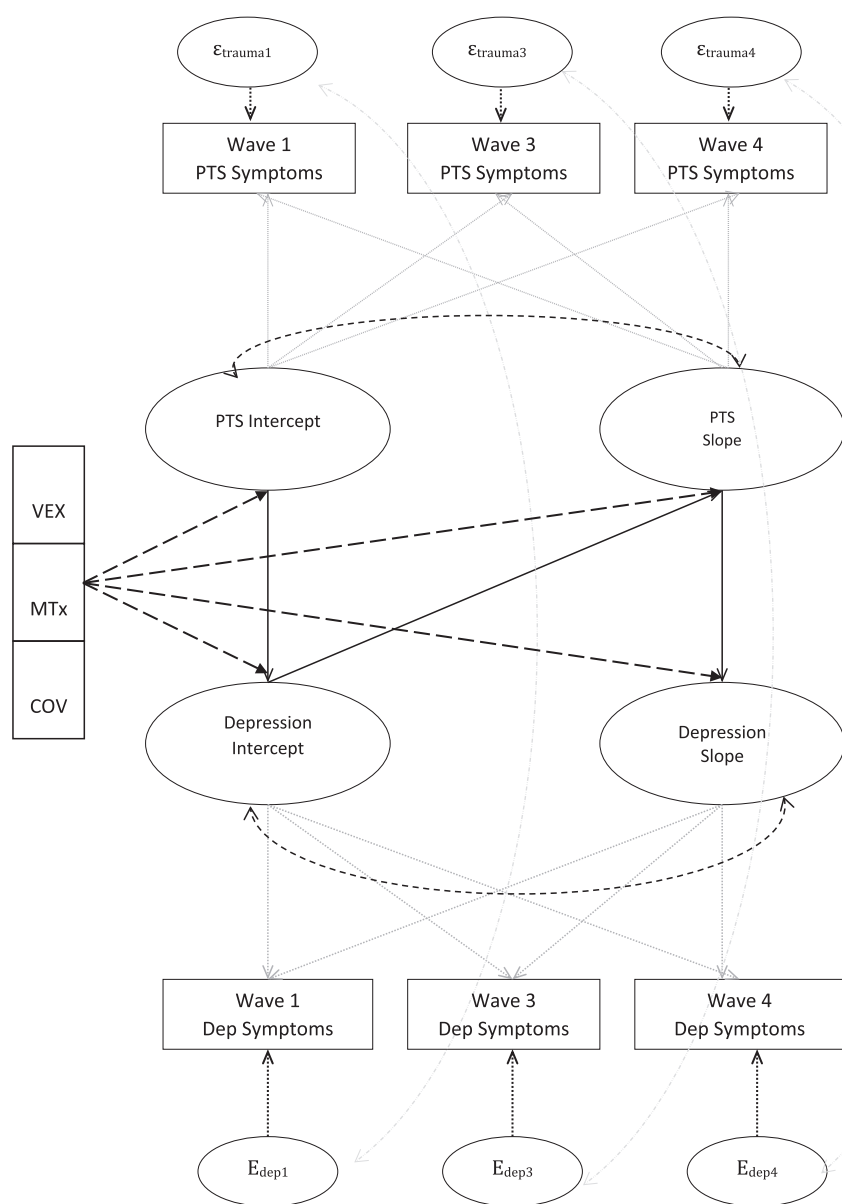 εtrauma1
εtrauma3
εtrauma4
Wave 1
PTS Symptoms
Wave 3
PTS Symptoms
Wave 4
PTS Symptoms
PTS Intercept
PTS
Slope
VEX
MTx
COV
Depression
Intercept
Depression
Slope
Wave 1
Dep Symptoms
Wave 3
Dep Symptoms
Wave 4
Dep Symptoms
Edep1
Edep3
Edep4